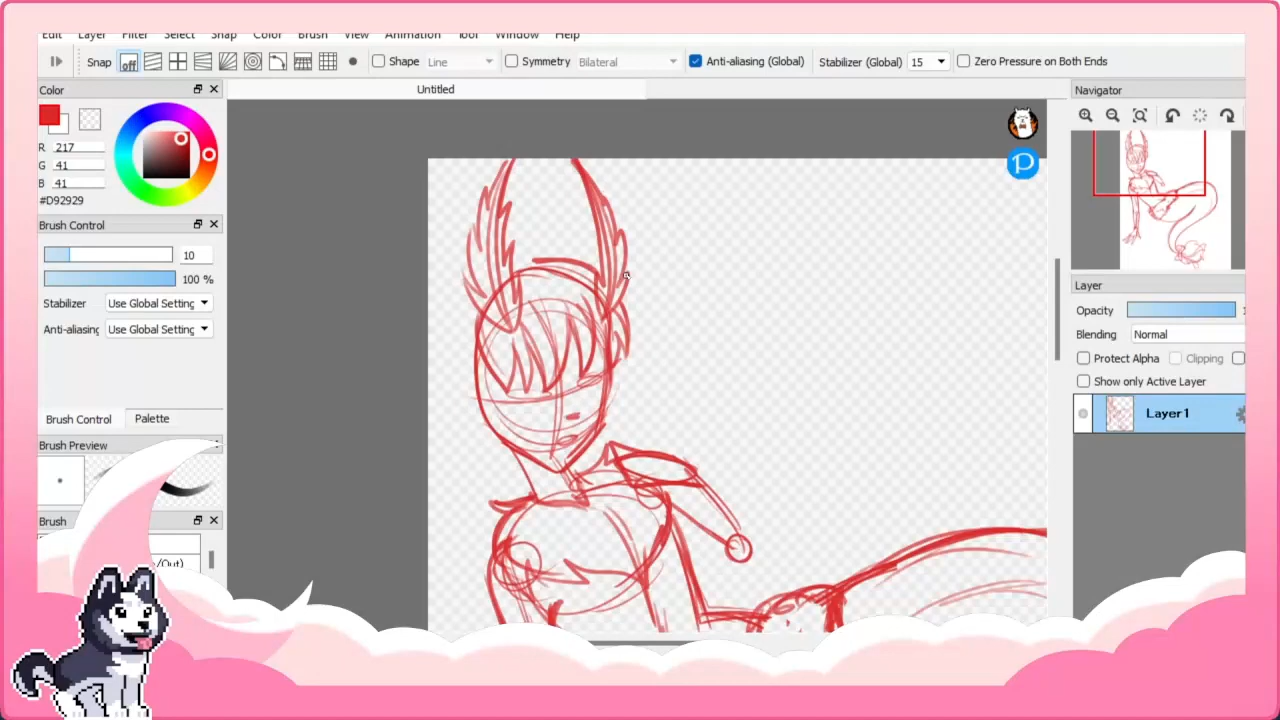 Edit Layer Filter Select Snap Color Brush View Animation Tool Window Help
Snap off Shape Line Symmetry Bilateral Anti-aliasing (Global) Stabilizer (Global) 15 Zero Pressure on Both Ends
Color Untitled Navigator
R 217
G 41
B 41
#D92929
Brush Control
10
100 %
Stabilizer Use Global Setting
Anti-aliasing Use Global Setting
Brush Control Palette
Brush Preview
Brush
/Out)
P
Layer
Opacity 1
Blending Normal
Protect Alpha Clipping
Show only Active Layer
Layer1